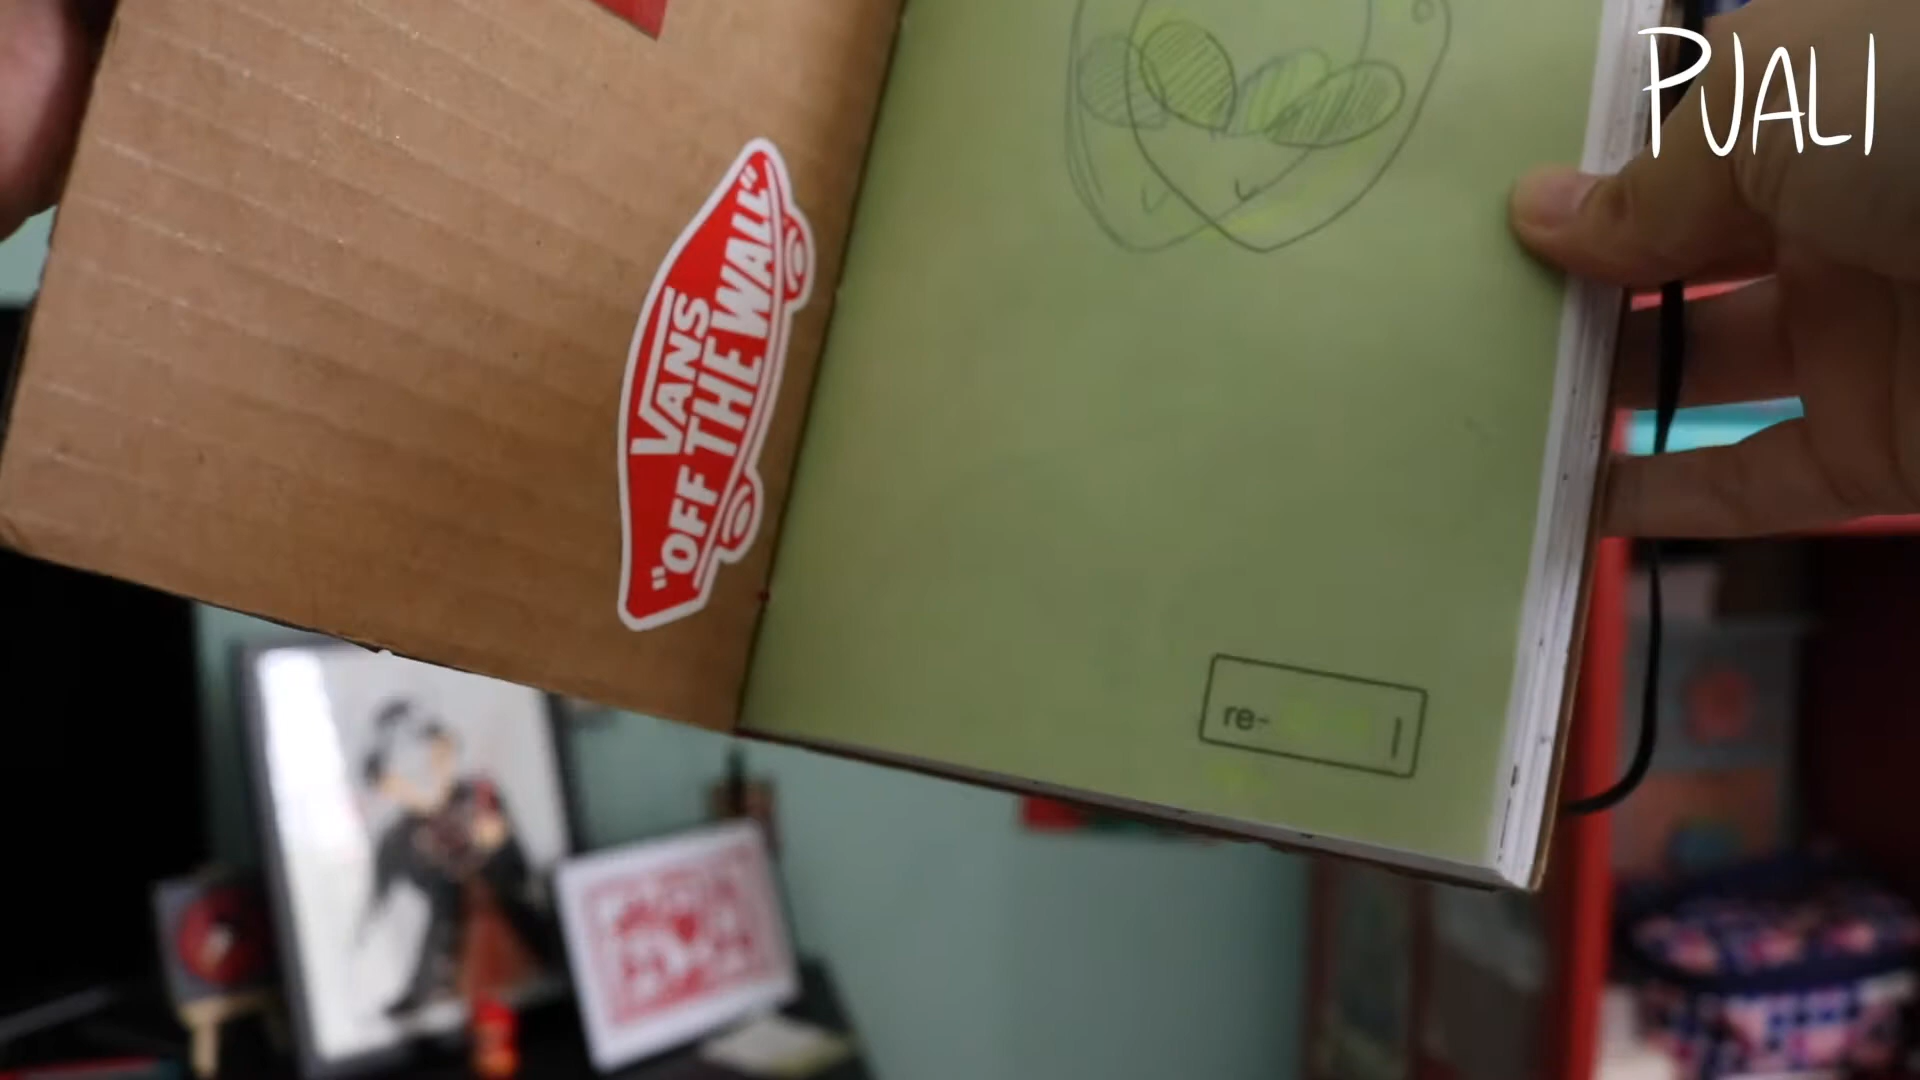 PJALI
VANS
"OFF THE WALL"
re-